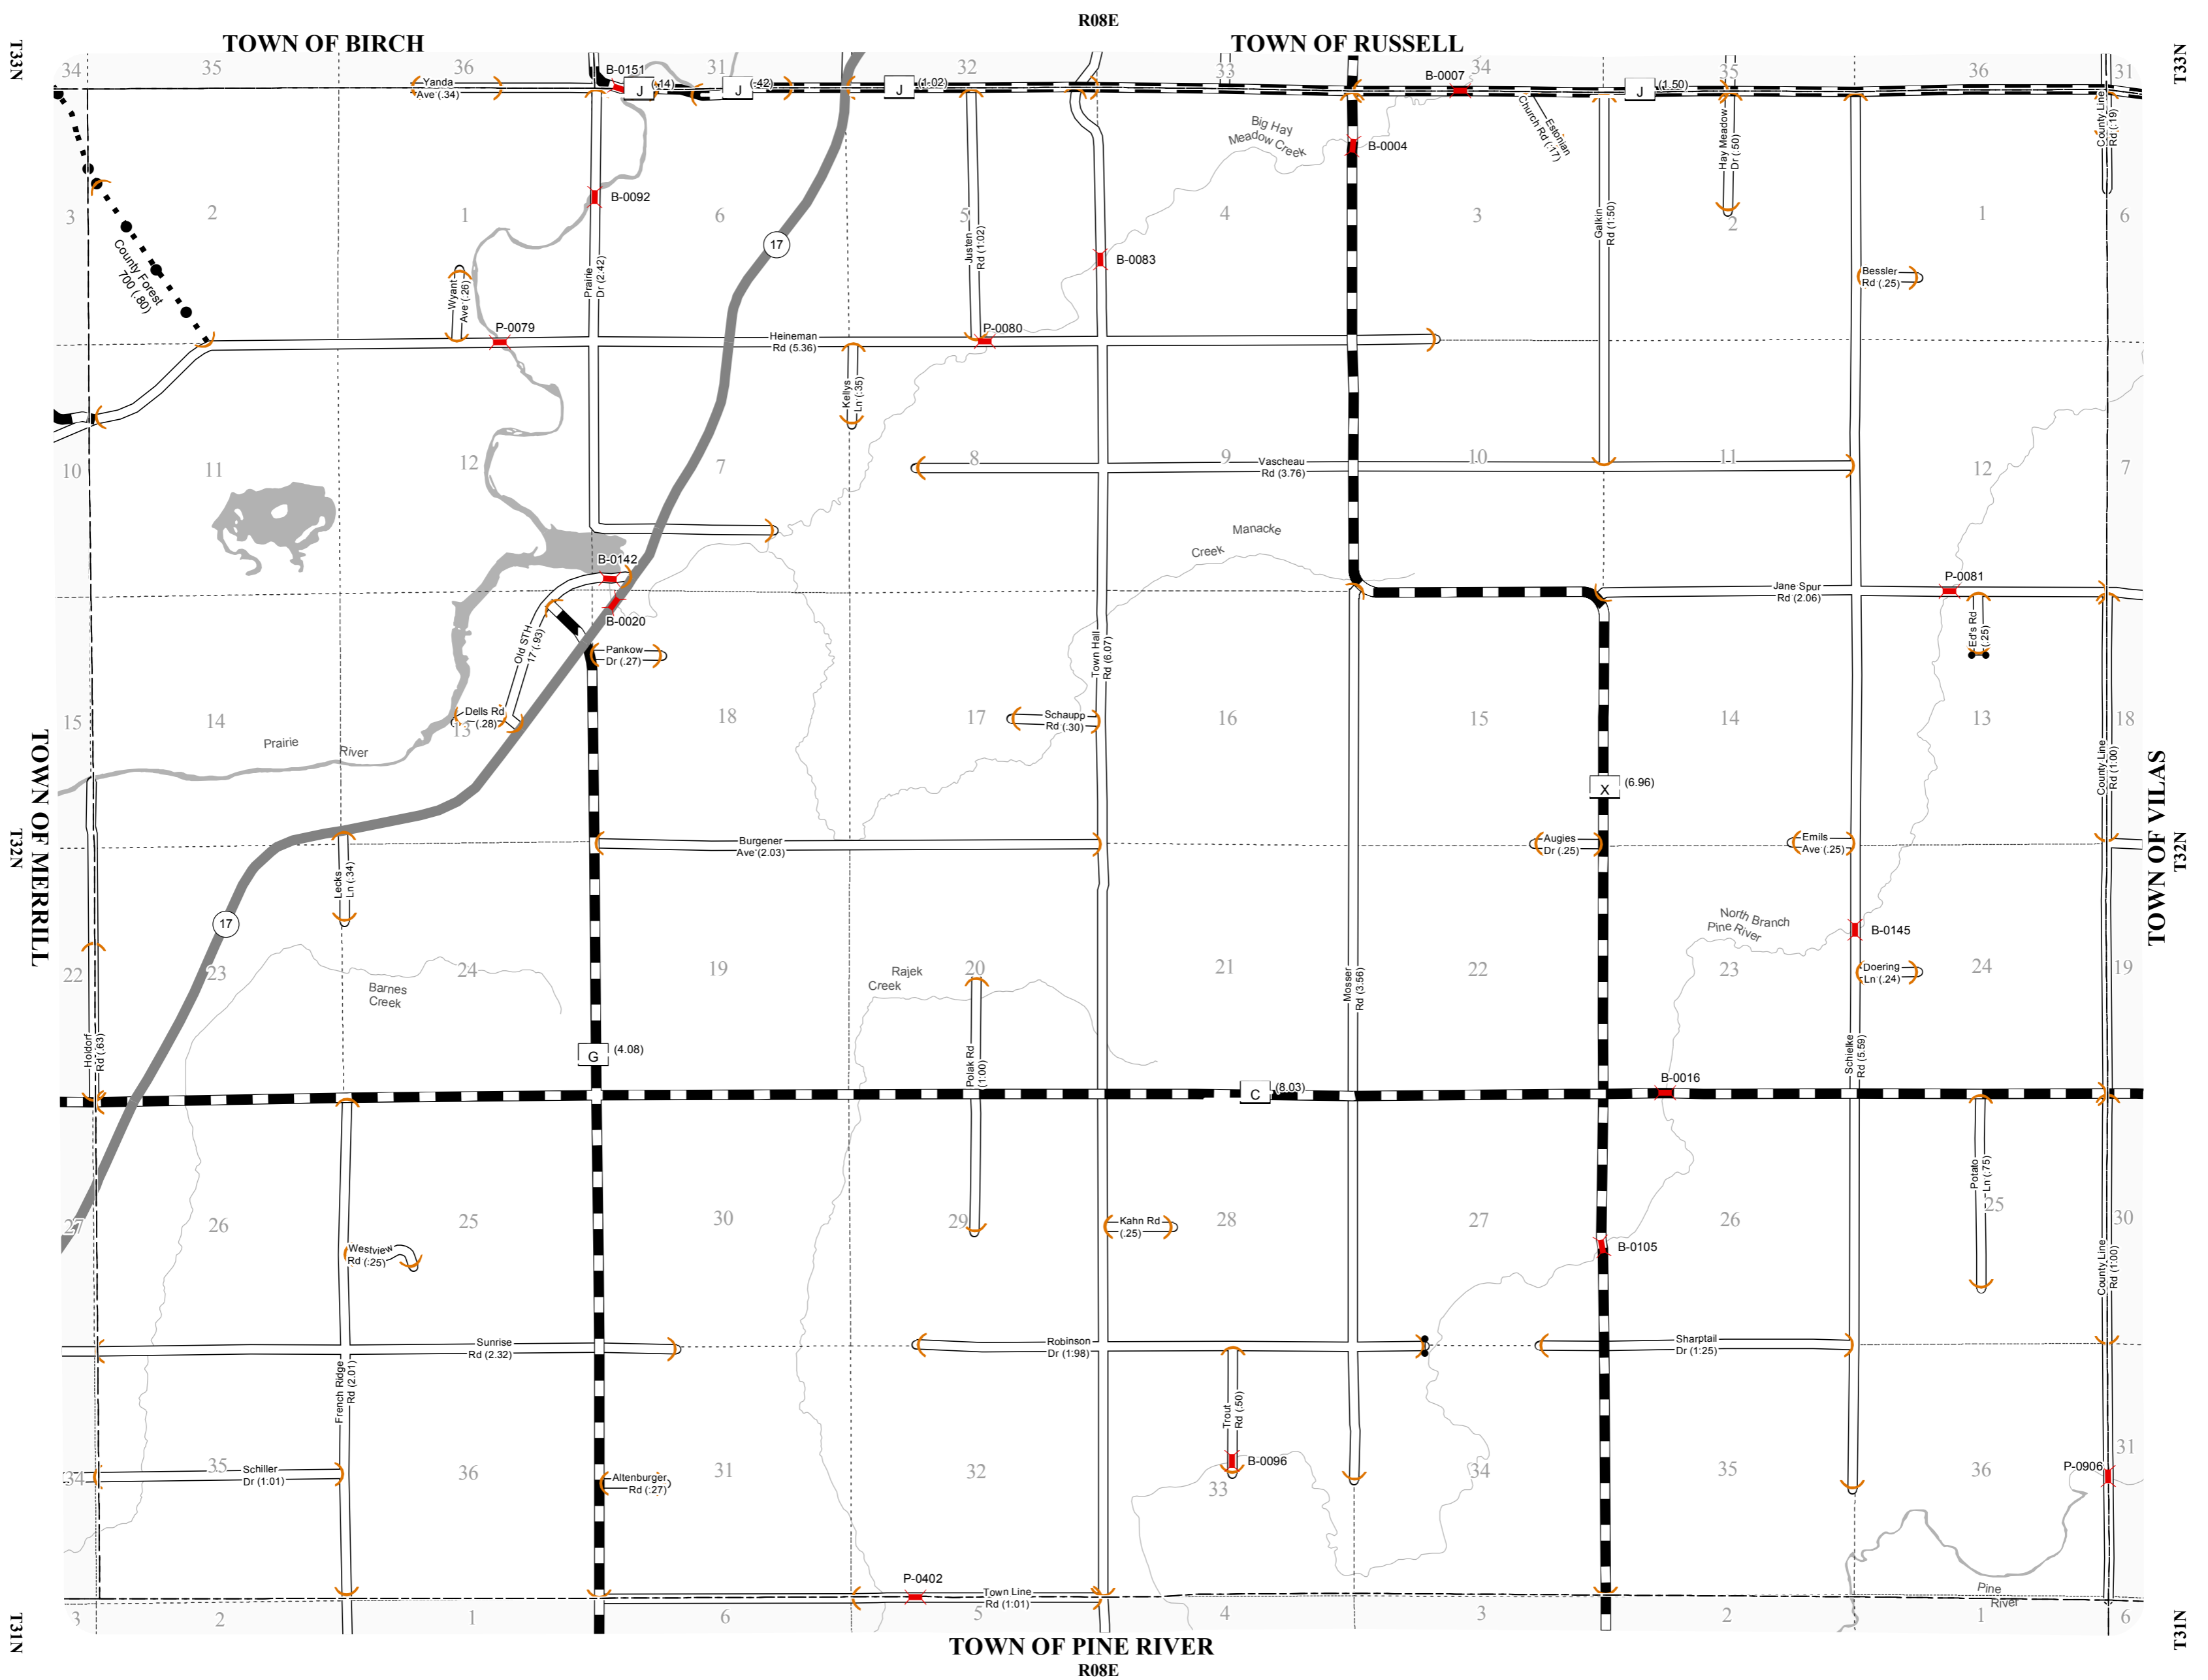 R08E
TOWN OF BIRCH
TOWN OF RUSSELL
T33N
T33N
34
35
36
31
32
33
34
35
36
31
Yanda
Ave (.34)
B-0151
J
(.14)
J
(.42)
J
(1.02)
B-0007
J
(1.50)
Estonian
Church Rd (.17)
Hay Meadow
Dr (.50)
County Line
Rd (.19)
Big Hay
Meadow Creek
B-0004
B-0092
3
2
1
6
5
4
3
2
1
6
County Forest
700 (.80)
Wyant
Ave (.26)
Prairie
Dr (2.42)
17
Justen
Rd (1.02)
B-0083
Galkin
Rd (1.50)
Bessler
Rd (.25)
P-0079
Heineman
Rd (5.36)
P-0080
Kellys
Ln (.35)
10
11
12
7
8
9
Vascheau
Rd (3.76)
10
11
12
7
Manacke
Creek
B-0142
B-0020
Old STH
17 (.93)
Pankow
Dr (.27)
Town Hall
Rd (6.07)
Jane Spur
Rd (2.06)
P-0081
Ed's Rd
(.25)
Dells Rd
(.28)
Schaupp
Rd (.30)
15
14
13
18
17
16
15
14
13
18
Prairie
River
X
(6.96)
County Line
Rd (1.00)
TOWN OF MERRILL
T32N
TOWN OF VILAS
T32N
Burgener
Ave (2.03)
Augies
Dr (.25)
Emils
Ave (.25)
Lecks
Ln (.34)
17
North Branch
Pine River
B-0145
22
23
24
19
20
21
22
23
24
19
Barnes
Creek
Rajek
Creek
Doering
Ln (.24)
Mosser
Rd (3.56)
Holdorf
Rd (.63)
G
(4.08)
Polak Rd
(1.00)
Schielke
Rd (5.59)
B-0016
C
(8.03)
Potato
Ln (.75)
27
26
25
30
29
28
27
26
25
30
Kahn Rd
(.25)
Westview
Rd (.25)
B-0105
County Line
Rd (1.00)
Sunrise
Rd (2.32)
Robinson
Dr (1.98)
Sharptail
Dr (1.25)
French Ridge
Rd (2.01)
Trout
Rd (.50)
B-0096
34
35
36
31
32
33
34
35
36
31
Schiller
Dr (1.01)
Altenburger
Rd (.27)
P-0906
P-0402
Town Line
Rd (1.01)
Pine
River
3
2
1
6
5
4
3
2
1
6
T31N
T31N
TOWN OF PINE RIVER
R08E